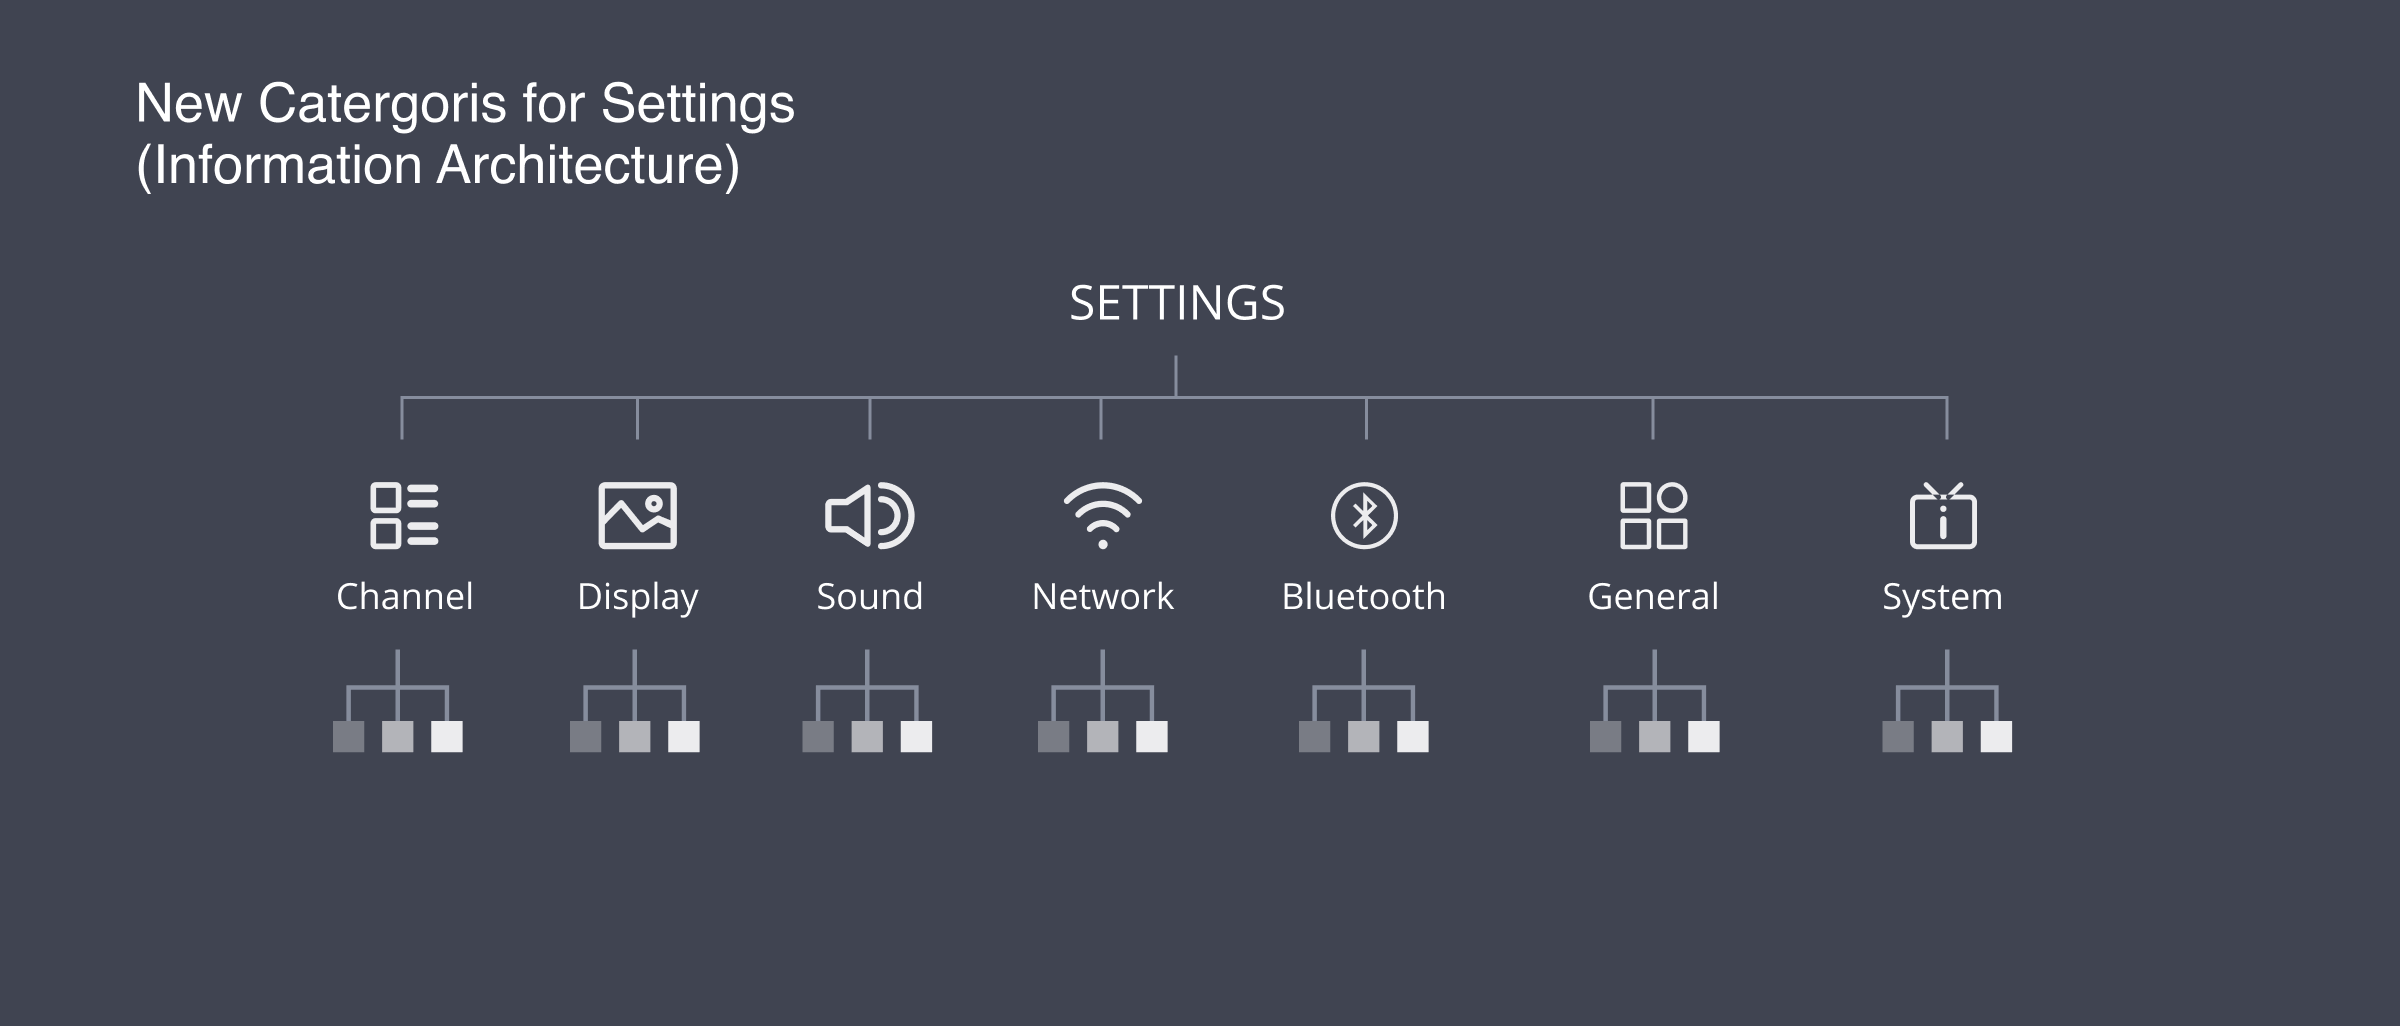 New Catergoris for Settings
(Information Architecture)
SETTINGS
Channel
Display
Sound
Network
Bluetooth
General
System